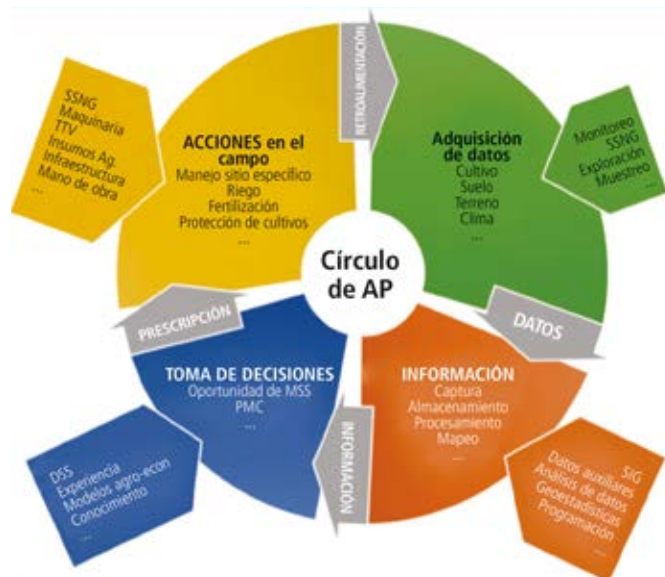 RETROALIMENTACIÓN
SSNG
Maquinaria
TTV
Insumos Ag.
Infraestructura
Mano de obra
...
ACCIONES en el
campo
Manejo sitio específico
Riego
Fertilización
Protección de cultivos
...
Adquisición
de datos
Cultivo
Suelo
Terreno
Clima
...
Monitoreo
SSNG
Exploración
Muestreo
...
Círculo
de AP
PRESCRIPCIÓN
DATOS
TOMA DE DECISIONES
Oportunidad de MSS
PMC
...
INFORMACIÓN
INFORMACIÓN
Captura
Almacenamiento
Procesamiento
Mapeo
...
DSS
Experiencia
Modelos agro-econ
Conocimiento
...
SIG
Datos auxiliares
Análisis de datos
Geoestadísticas
Programación
...